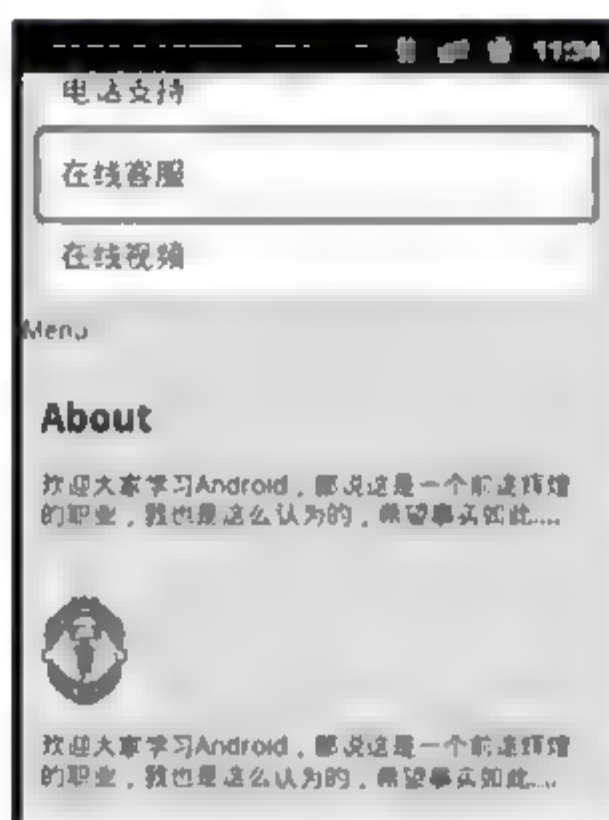 11:34
电话支持
在线客服
在线视频
Menu
About
欢迎大家学习Android，都说这是一个前途辉煌
的职业，我也是这么认为的，希望事实如此....
欢迎大家学习Android，都说这是一个前途辉煌
的职业，我也是这么认为的，希望事实如此....